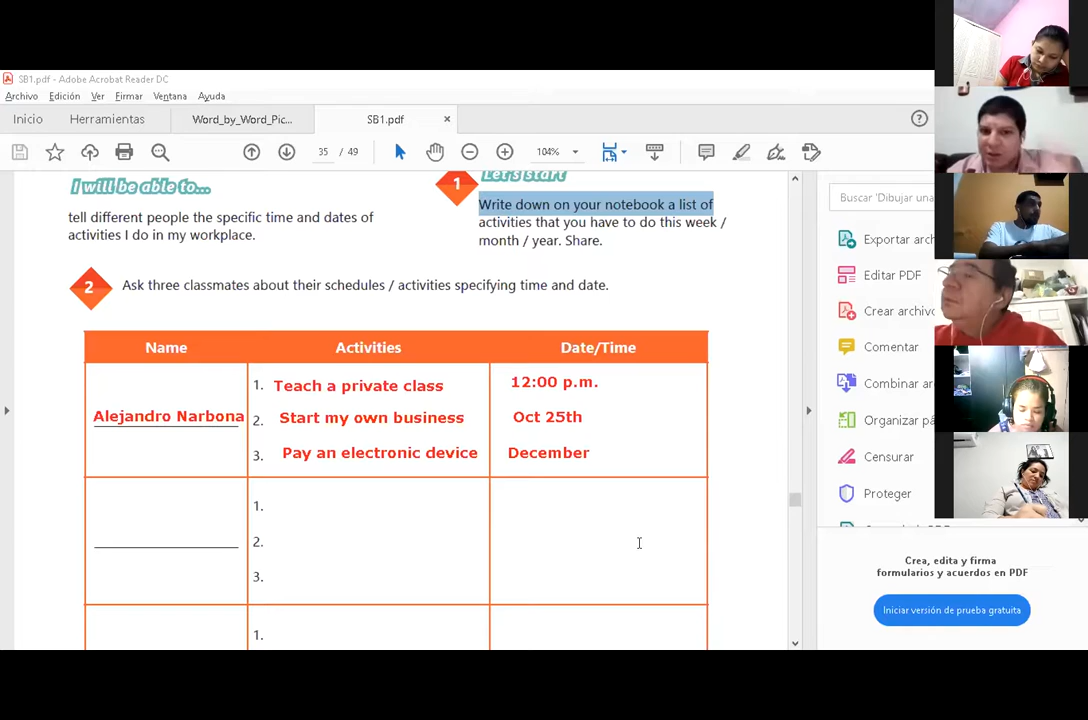 SB1.pdf - Adobe Acrobat Reader DC
Archivo Edición Ver Firmar Ventana Ayuda
Inicio Herramientas Word_by_Word_Pic... SB1.pdf ×
35 / 49 104%
Buscar 'Dibujar una
I will be able to...
tell different people the specific time and dates of
activities I do in my workplace.
1 Let's start
Write down on your notebook a list of
activities that you have to do this week /
month / year. Share.
2 Ask three classmates about their schedules / activities specifying time and date.
Name Activities Date/Time
1. Teach a private class 12:00 p.m.
Alejandro Narbona 2. Start my own business Oct 25th
3. Pay an electronic device December
1.
2.
3.
1.
Exportar arch
Editar PDF
Crear archivo
Comentar
Combinar ar
Organizar pá
Censurar
Proteger
Crea, edita y firma
formularios y acuerdos en PDF
Iniciar versión de prueba gratuita